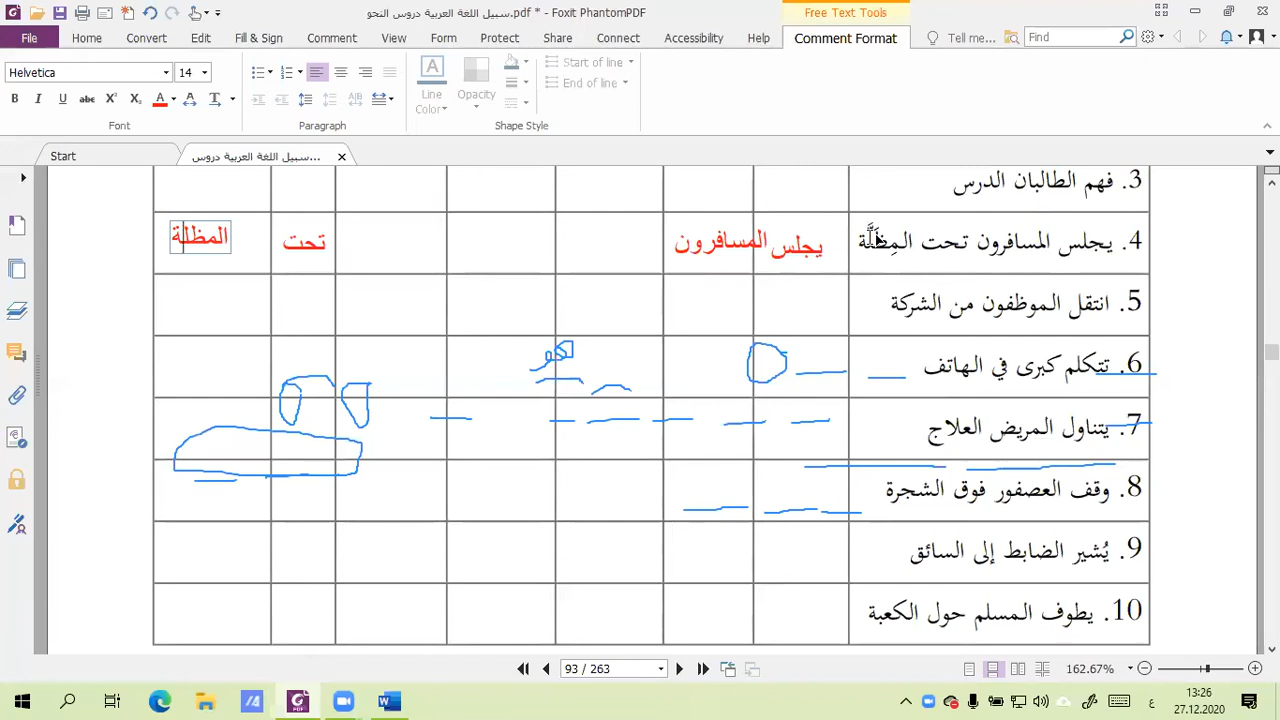 سبيل اللغة العربية دروس النحو.pdf * - Foxit PhantomPDF
Free Text Tools
File Home Convert Edit Fill & Sign Comment View Form Protect Share Connect Accessibility Help Comment Format Tell me... Find
Helvetica 14
Start of line
End of line
Line Color
Opacity
Font Paragraph Shape Style
Start سبيل اللغة العربية دروس...
3. فهم الطالبان الدرس
4. يجلس المسافرون تحت المِظلَّة يجلس المسافرون تحت المظلة
5. انتقل الموظفون من الشركة
6. تتكلم كبرى في الهاتف
7. يتناول المريض العلاج
8. وقف العصفور فوق الشجرة
9. يُشير الضابط إلى السائق
10. يطوف المسلم حول الكعبة
93 / 263 162.67%
ع 13:26
27.12.2020